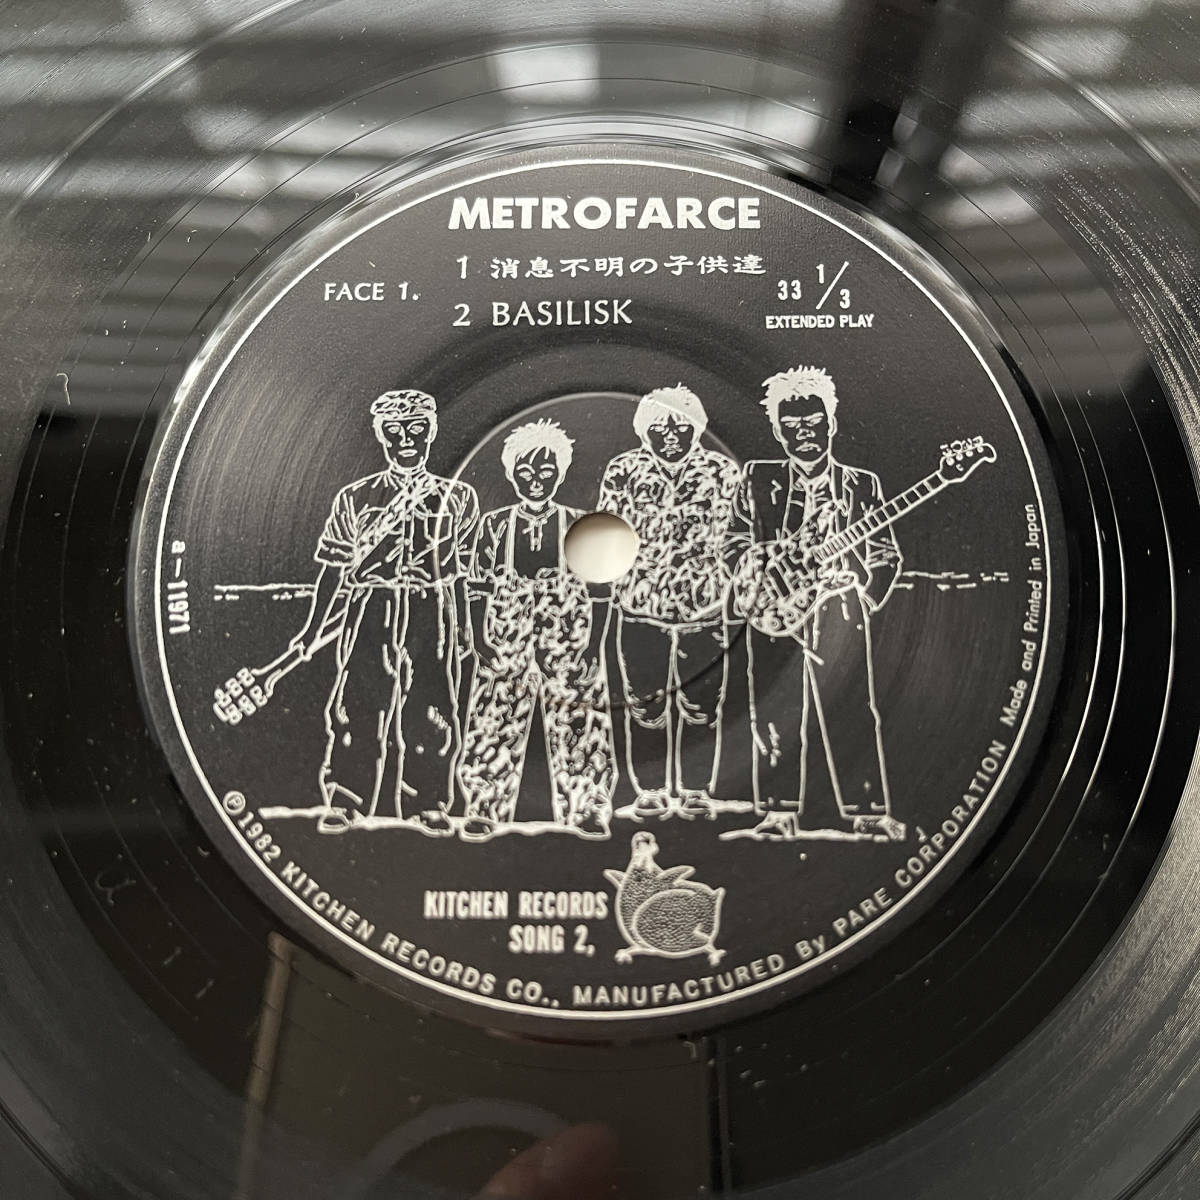 METROFARCE
FACE 1.
1 消息不明の子供達
2 BASILISK
33 1/3
EXTENDED PLAY
a-11971
KITCHEN RECORDS
SONG 2,
℗1982 KITCHEN RECORDS CO., MANUFACTURED By PARE CORPORATION Made and Printed in Japan